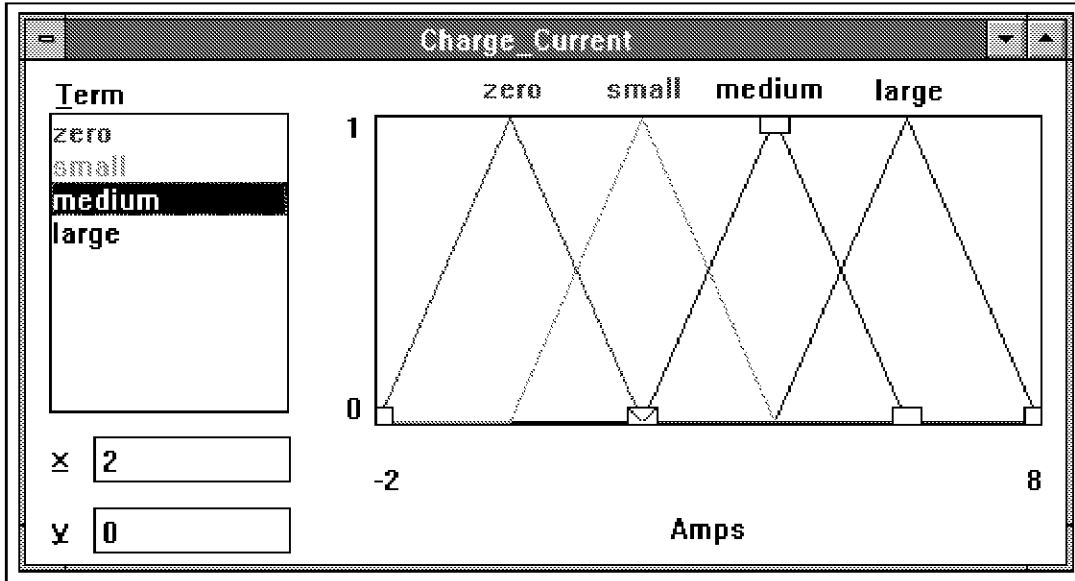 Charge_Current
Term
zero
small
medium
large
zero small medium large
1
0
-2
8
Amps
x 2
y 0